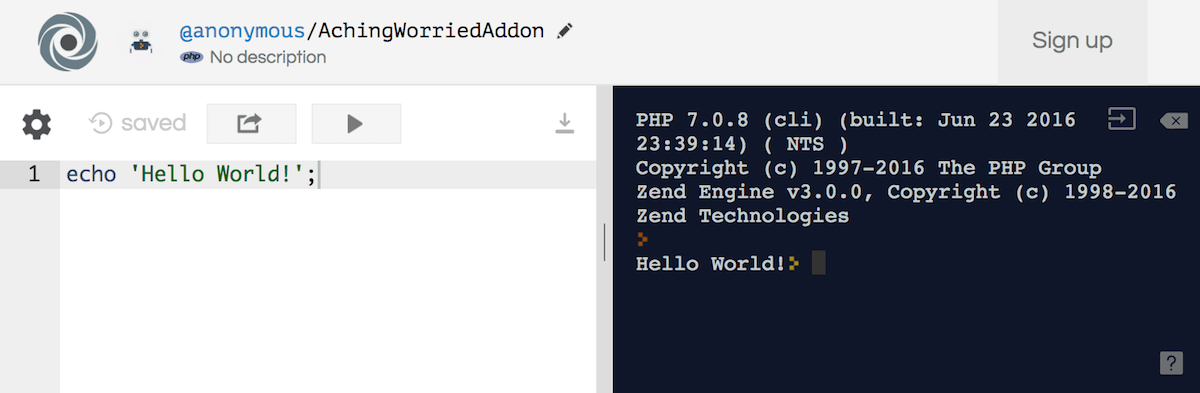 @anonymous/AchingWorriedAddon
php No description
Sign up
saved
1 echo 'Hello World!';
PHP 7.0.8 (cli) (built: Jun 23 2016
23:39:14) ( NTS )
Copyright (c) 1997-2016 The PHP Group
Zend Engine v3.0.0, Copyright (c) 1998-2016
Zend Technologies
>
Hello World!>
?